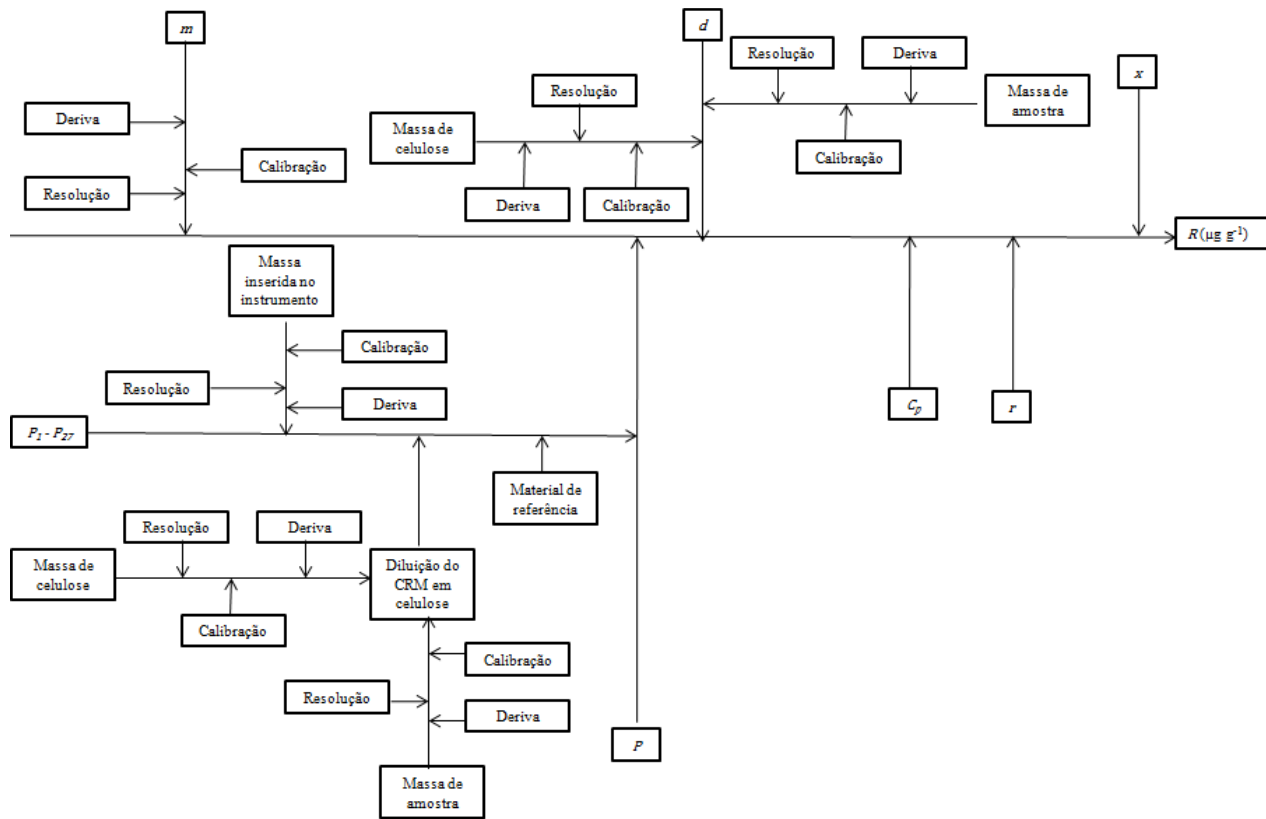 m
d
Resolução
Deriva
x
Resolução
Massa de
amostra
Deriva
Massa de
celulose
Calibração
Calibração
Resolução
Deriva
Calibração
R (µg g-1)
Massa
inserida no
instrumento
Calibração
Resolução
Deriva
Cp
r
P1 - P27
Material de
referência
Resolução
Deriva
Massa de
celulose
Diluição do
CRM em
celulose
Calibração
Calibração
Resolução
Deriva
P
Massa de
amostra